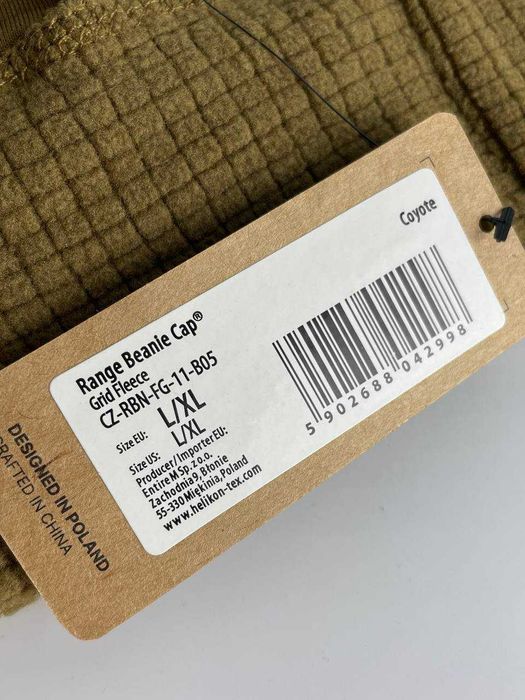 Coyote
Range Beanie Cap®
Grid Fleece
CZ-RBN-FG-11-B05
Size EU: L/XL
Size US: L/XL
Producer/Importer EU:
Entire M Sp. z o.o.
Zachodnia 9, Błonie
55-330 Miękinia, Poland
www.helikon-tex.com
5 902688 042998
DESIGNED IN POLAND
CRAFTED IN CHINA